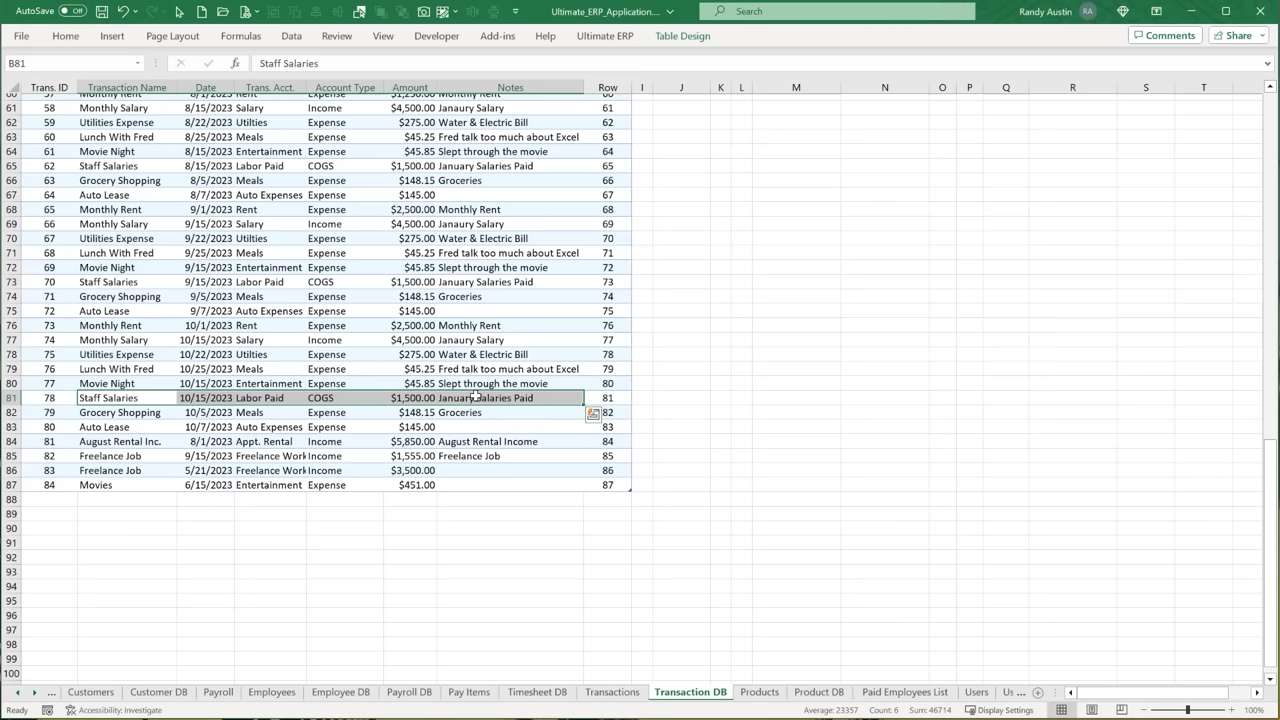 AutoSave Off Ultimate_ERP_Application.... Search Randy Austin RA
File Home Insert Page Layout Formulas Data Review View Developer Add-ins Help Ultimate ERP Table Design Comments Share
B81 fx Staff Salaries
Trans. ID Transaction Name Date Trans. Acct. Account Type Amount Notes Row I J K L M N O P Q R S T
61 58 Monthly Salary 8/15/2023 Salary Income $4,500.00 Janaury Salary 61
62 59 Utilities Expense 8/22/2023 Utilties Expense $275.00 Water & Electric Bill 62
63 60 Lunch With Fred 8/25/2023 Meals Expense $45.25 Fred talk too much about Excel 63
64 61 Movie Night 8/15/2023 Entertainment Expense $45.85 Slept through the movie 64
65 62 Staff Salaries 8/15/2023 Labor Paid COGS $1,500.00 January Salaries Paid 65
66 63 Grocery Shopping 8/5/2023 Meals Expense $148.15 Groceries 66
67 64 Auto Lease 8/7/2023 Auto Expenses Expense $145.00 67
68 65 Monthly Rent 9/1/2023 Rent Expense $2,500.00 Monthly Rent 68
69 66 Monthly Salary 9/15/2023 Salary Income $4,500.00 Janaury Salary 69
70 67 Utilities Expense 9/22/2023 Utilties Expense $275.00 Water & Electric Bill 70
71 68 Lunch With Fred 9/25/2023 Meals Expense $45.25 Fred talk too much about Excel 71
72 69 Movie Night 9/15/2023 Entertainment Expense $45.85 Slept through the movie 72
73 70 Staff Salaries 9/15/2023 Labor Paid COGS $1,500.00 January Salaries Paid 73
74 71 Grocery Shopping 9/5/2023 Meals Expense $148.15 Groceries 74
75 72 Auto Lease 9/7/2023 Auto Expenses Expense $145.00 75
76 73 Monthly Rent 10/1/2023 Rent Expense $2,500.00 Monthly Rent 76
77 74 Monthly Salary 10/15/2023 Salary Income $4,500.00 Janaury Salary 77
78 75 Utilities Expense 10/22/2023 Utilties Expense $275.00 Water & Electric Bill 78
79 76 Lunch With Fred 10/25/2023 Meals Expense $45.25 Fred talk too much about Excel 79
80 77 Movie Night 10/15/2023 Entertainment Expense $45.85 Slept through the movie 80
81 78 Staff Salaries 10/15/2023 Labor Paid COGS $1,500.00 January Salaries Paid 81
82 79 Grocery Shopping 10/5/2023 Meals Expense $148.15 Groceries 82
83 80 Auto Lease 10/7/2023 Auto Expenses Expense $145.00 83
84 81 August Rental Inc. 8/1/2023 Appt. Rental Income $5,850.00 August Rental Income 84
85 82 Freelance Job 9/15/2023 Freelance Work Income $1,555.00 Freelance Job 85
86 83 Freelance Job 5/21/2023 Freelance Work Income $3,500.00 86
87 84 Movies 6/15/2023 Entertainment Expense $451.00 87
88
89
90
91
92
93
94
95
96
97
98
99
100
... Customers Customer DB Payroll Employees Employee DB Payroll DB Pay Items Timesheet DB Transactions Transaction DB Products Product DB Paid Employees List Users Us ...
Ready Accessibility: Investigate Average: 23357 Count: 6 Sum: 46714 Display Settings 100%